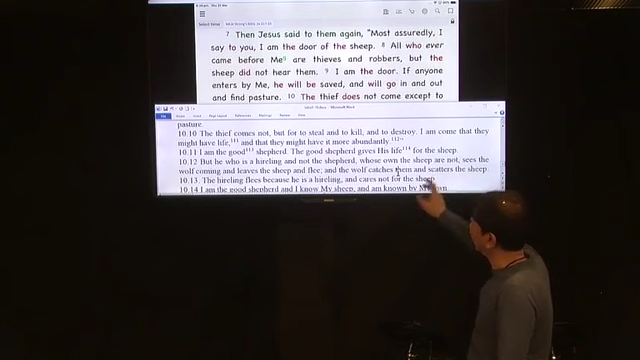 7 Then Jesus said to them again, "Most assuredly, I
say to you, I am the door of the sheep. 8 All who ever
came before Me are thieves and robbers, but the
sheep did not hear them. 9 I am the door. If anyone
enters by Me, he will be saved, and will go in and out
and find pasture. 10 The thief does not come except to
Microsoft Word
pasture.
10.10 The thief comes not, but for to steal and to kill, and to destroy. I am come that they
might have life, and that they might have it more abundantly.
10.11 I am the good shepherd. The good shepherd gives His life for the sheep.
10.12 But he who is a hireling and not the shepherd, whose own the sheep are not, sees the
wolf coming and leaves the sheep and flee; and the wolf catches them and scatters the sheep.
10.13. The hireling flees because he is a hireling, and cares not for the sheep
10.14 I am the good shepherd and I know My sheep, and am known by My own